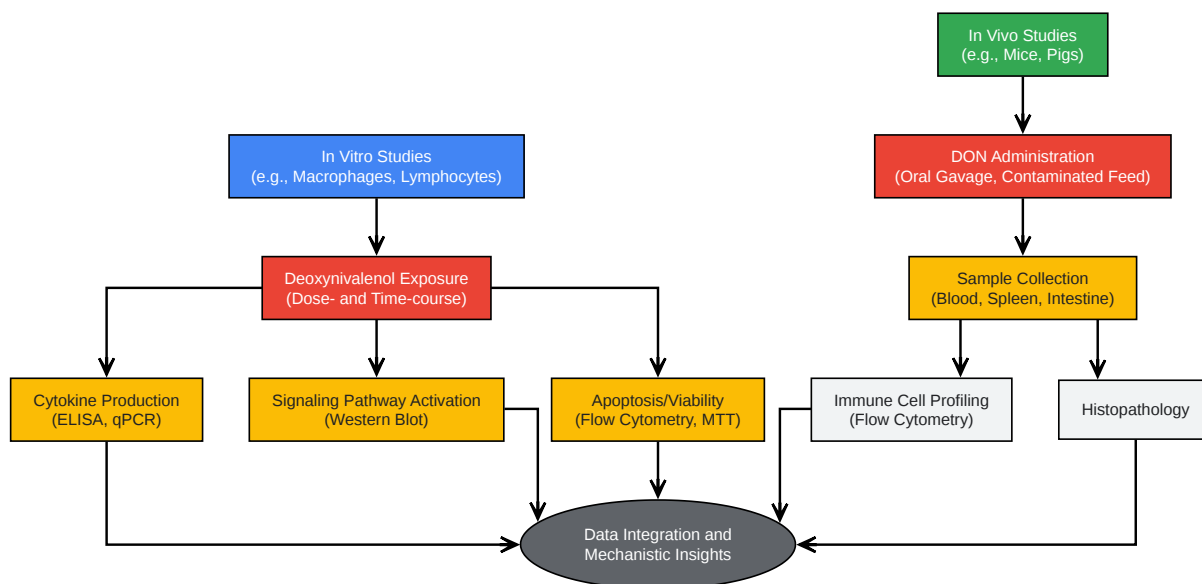 In Vivo Studies
(e.g., Mice, Pigs)
In Vitro Studies
(e.g., Macrophages, Lymphocytes)
DON Administration
(Oral Gavage, Contaminated Feed)
Deoxynivalenol Exposure
(Dose- and Time-course)
Sample Collection
(Blood, Spleen, Intestine)
Cytokine Production
(ELISA, qPCR)
Signaling Pathway Activation
(Western Blot)
Apoptosis/Viability
(Flow Cytometry, MTT)
Immune Cell Profiling
(Flow Cytometry)
Histopathology
Data Integration and
Mechanistic Insights